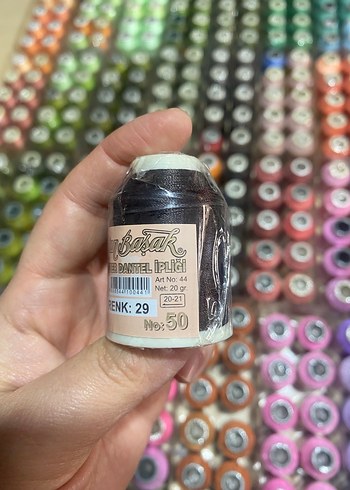 Başak
DANTEL İPLİĞİ
Art No: 44
Net: 20 gr
20-21
RENK: 29
No: 50